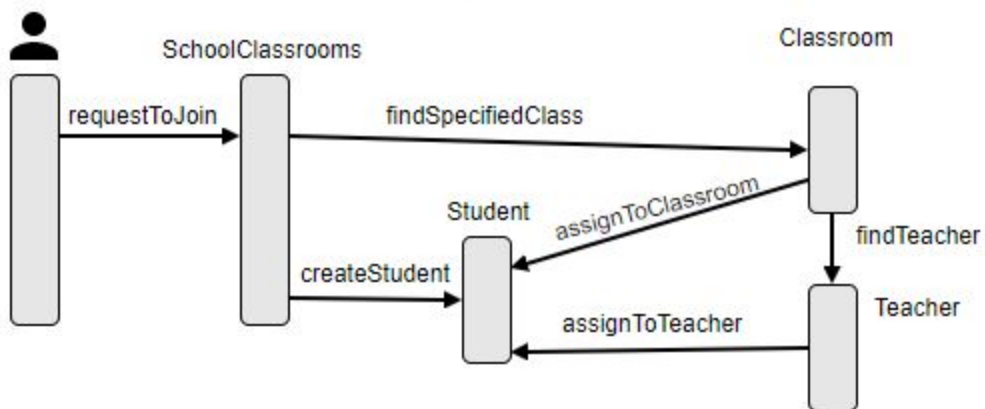 SchoolClassrooms
Classroom
requestToJoin
findSpecifiedClass
assignToClassroom
Student
findTeacher
createStudent
Teacher
assignToTeacher